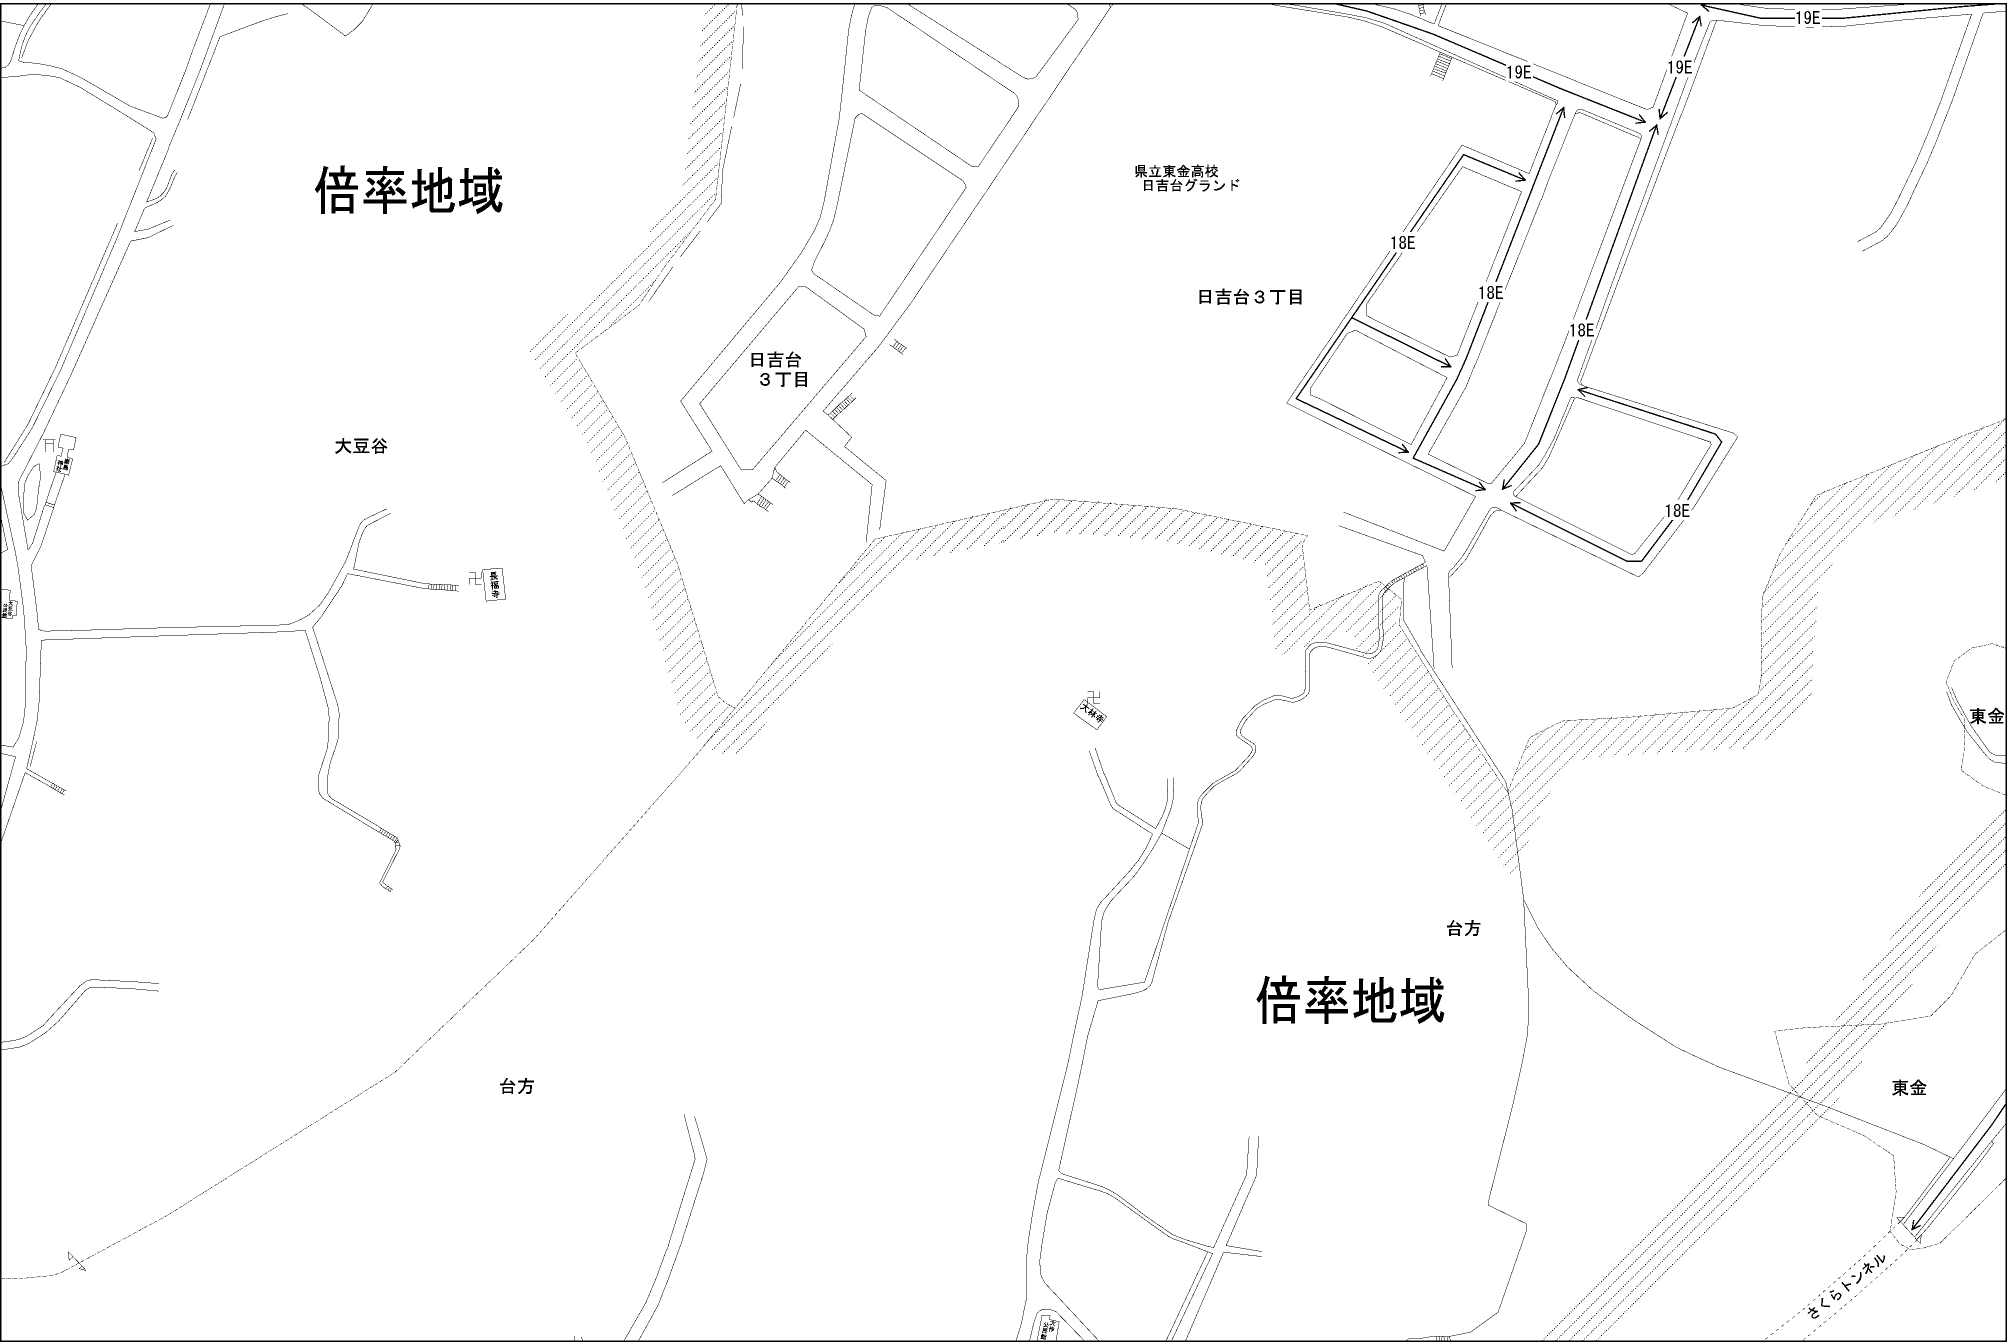 19E
19E
19E
倍率地域
県立東金高校
日吉台グランド
18E
18E
18E
日吉台３丁目
日吉台
３丁目
大豆谷
18E
長福寺
大林寺
東金
台方
倍率地域
台方
東金
さくらトンネル